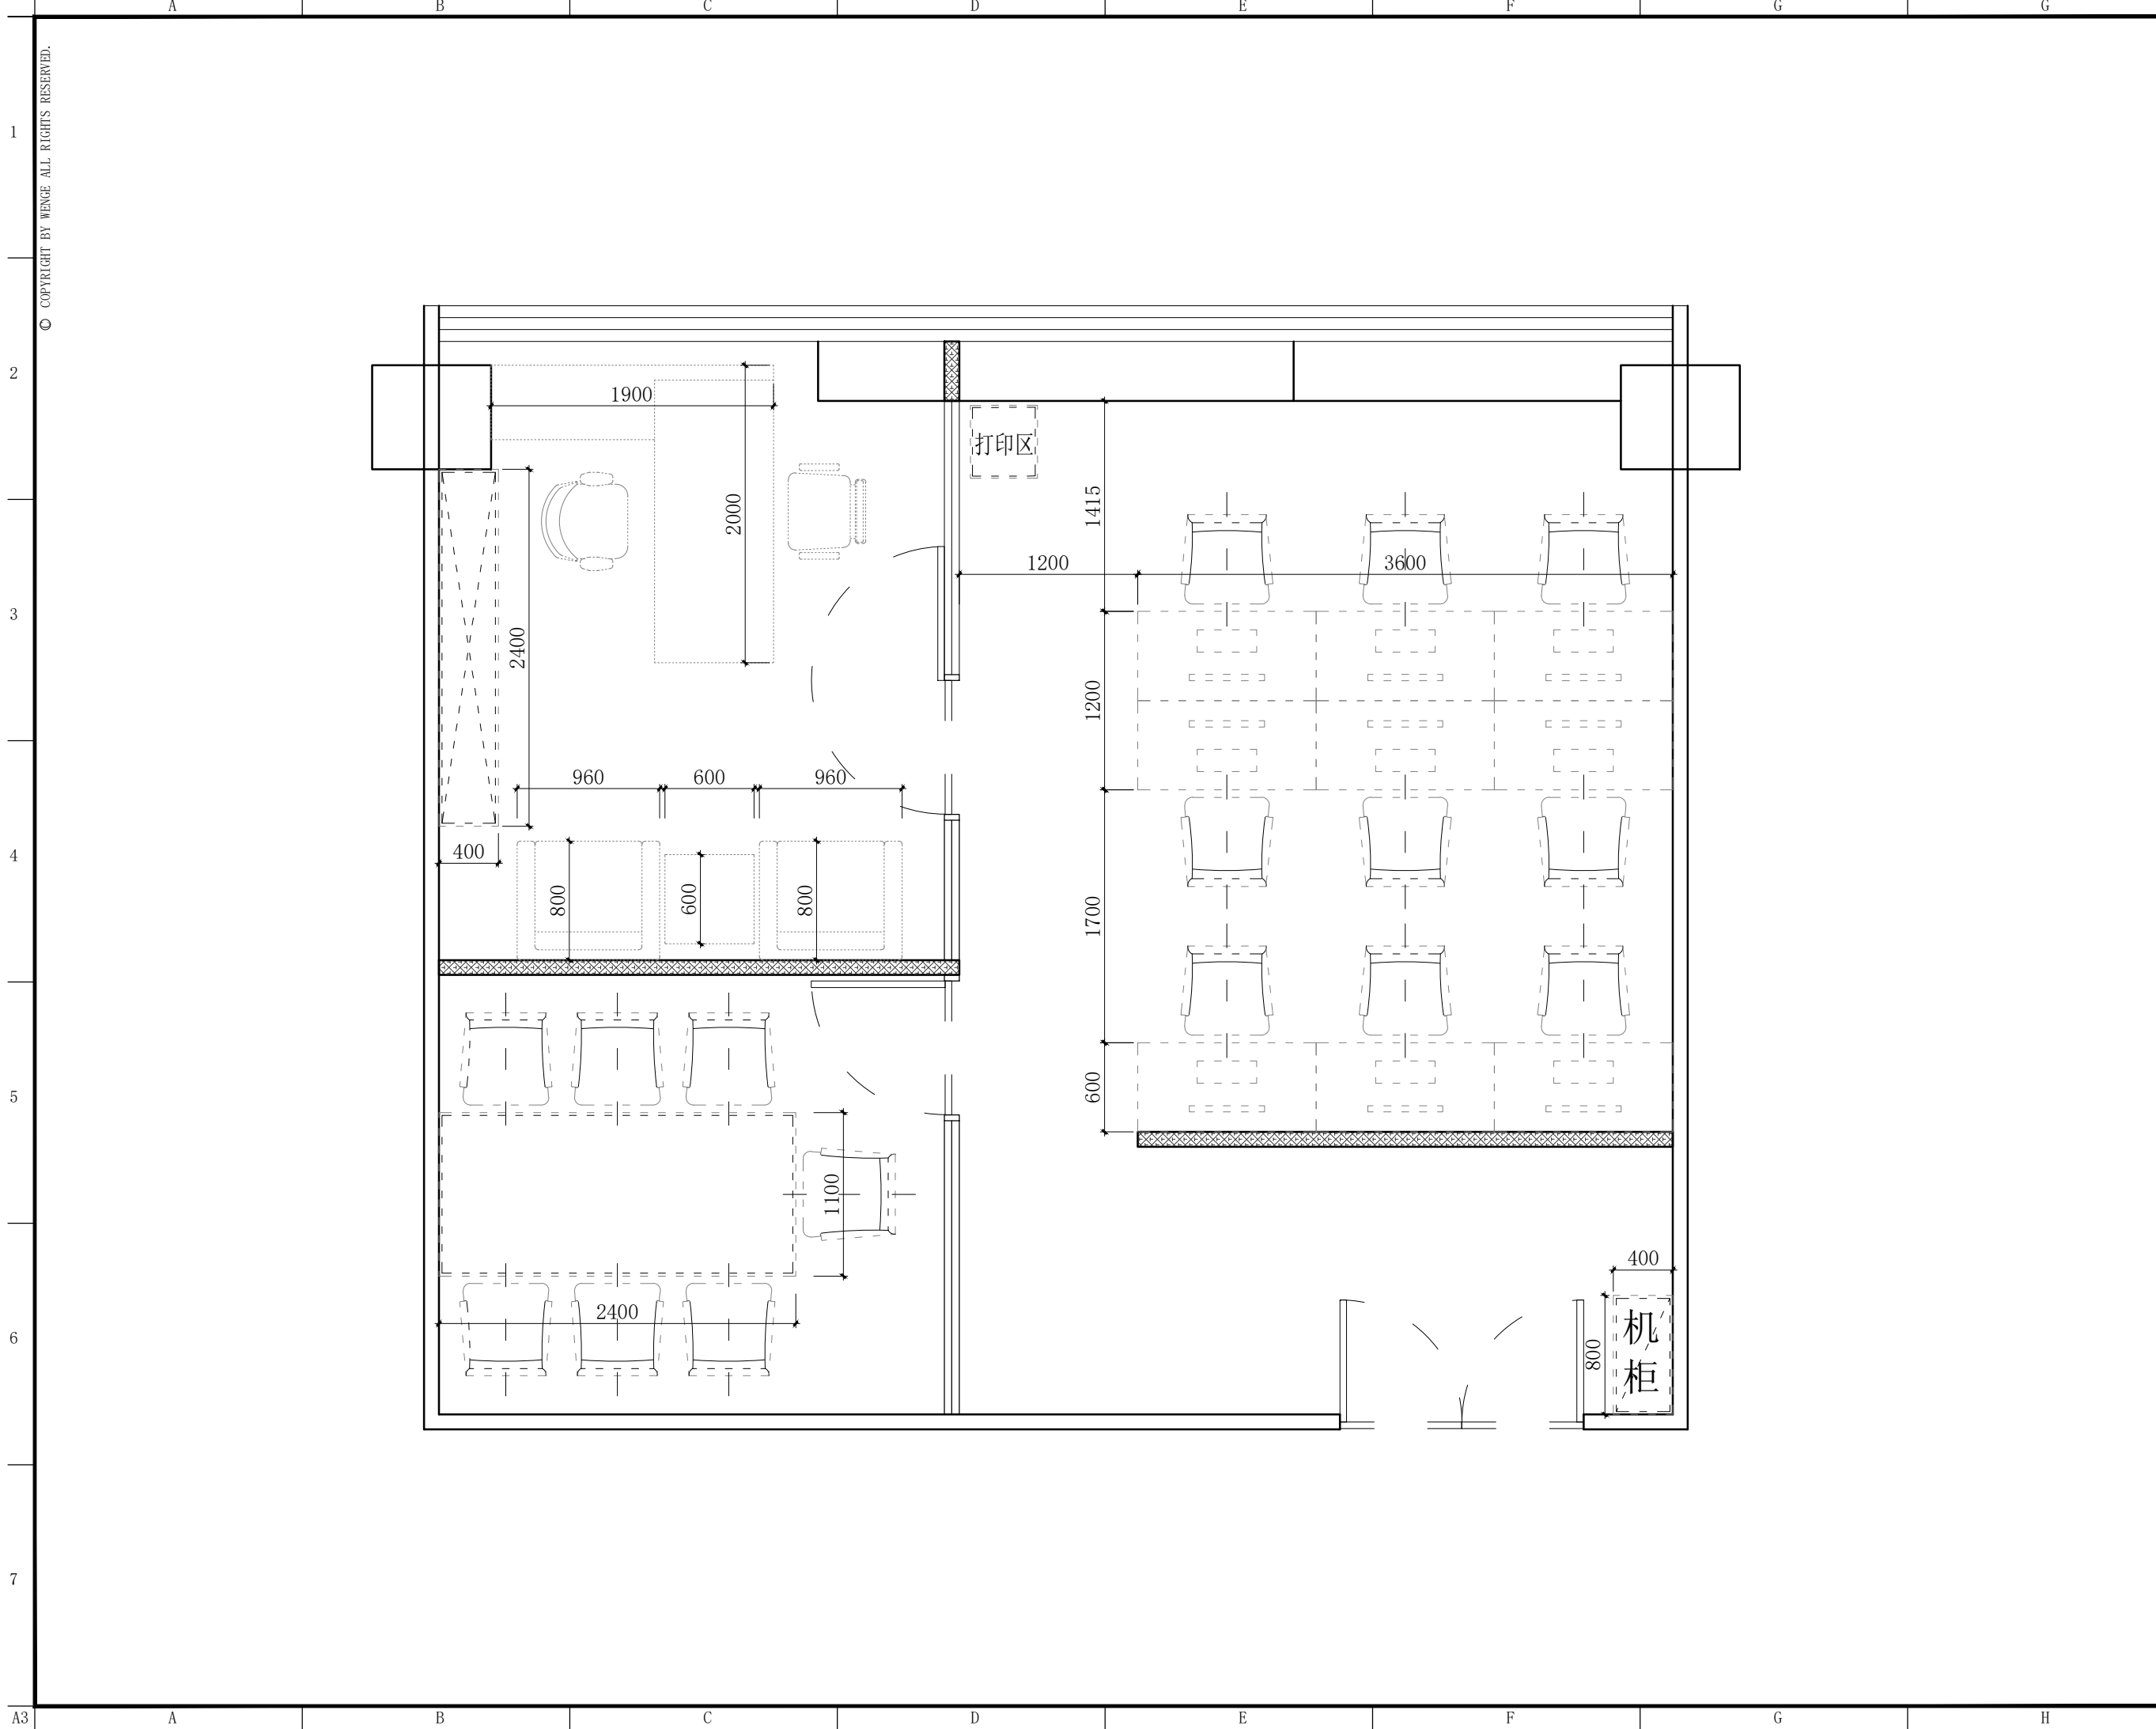 A B C D E F G G
© COPYRIGHT BY WENGE ALL RIGHTS RESERVED.
1
2
3
4
5
6
7
1900
2000
打印区
1415
1200 3600
2400
1200
960 600 960
400
800 600 800
1700
600
1100
2400
400
800
机
柜
A3 A B C D E F G H